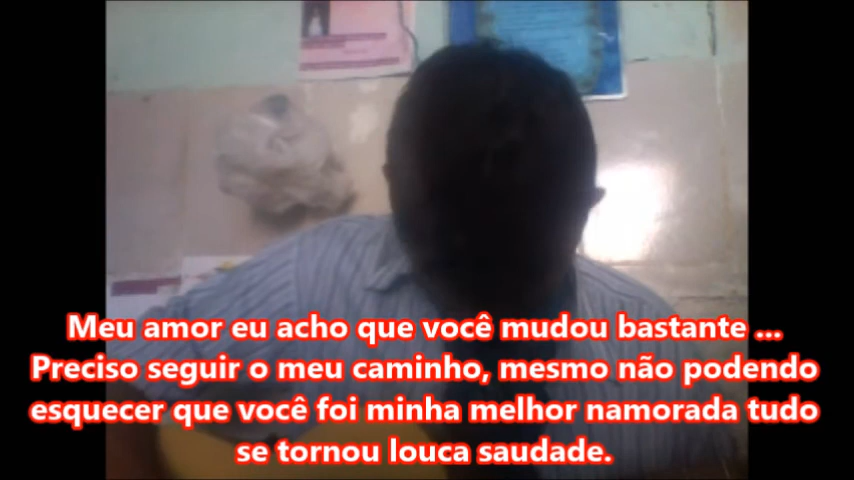 Meu amor eu acho que você mudou bastante ...
Preciso seguir o meu caminho, mesmo não podendo
esquecer que você foi minha melhor namorada tudo
se tornou louca saudade.